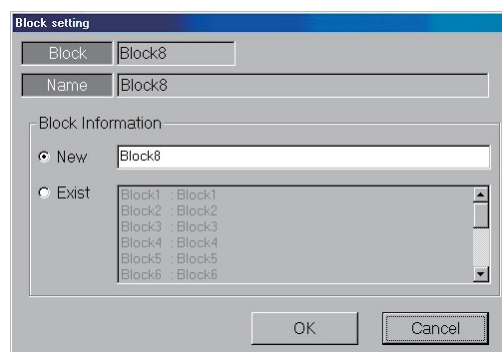 Block setting
Block Block8
Name Block8
Block Information
New Block8
Exist Block1 : Block1
Block2 : Block2
Block3 : Block3
Block4 : Block4
Block5 : Block5
Block6 : Block6
OK Cancel